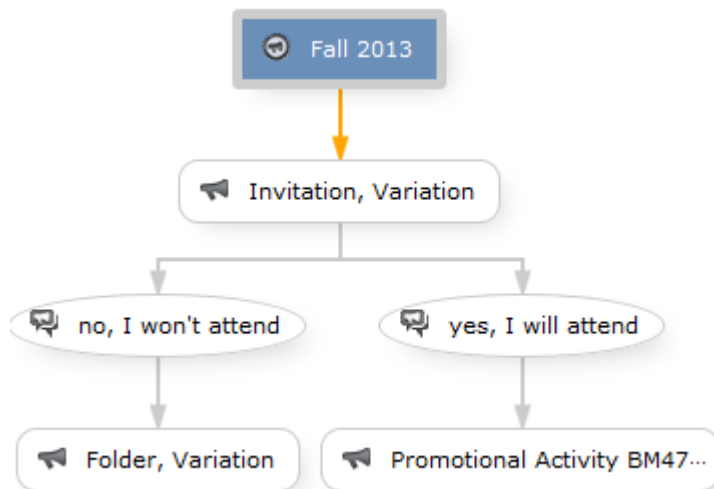 Fall 2013
Invitation, Variation
no, I won't attend
yes, I will attend
Folder, Variation
Promotional Activity BM47···